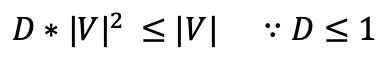 D ∗ |V|² ≤ |V| ∵ D ≤ 1